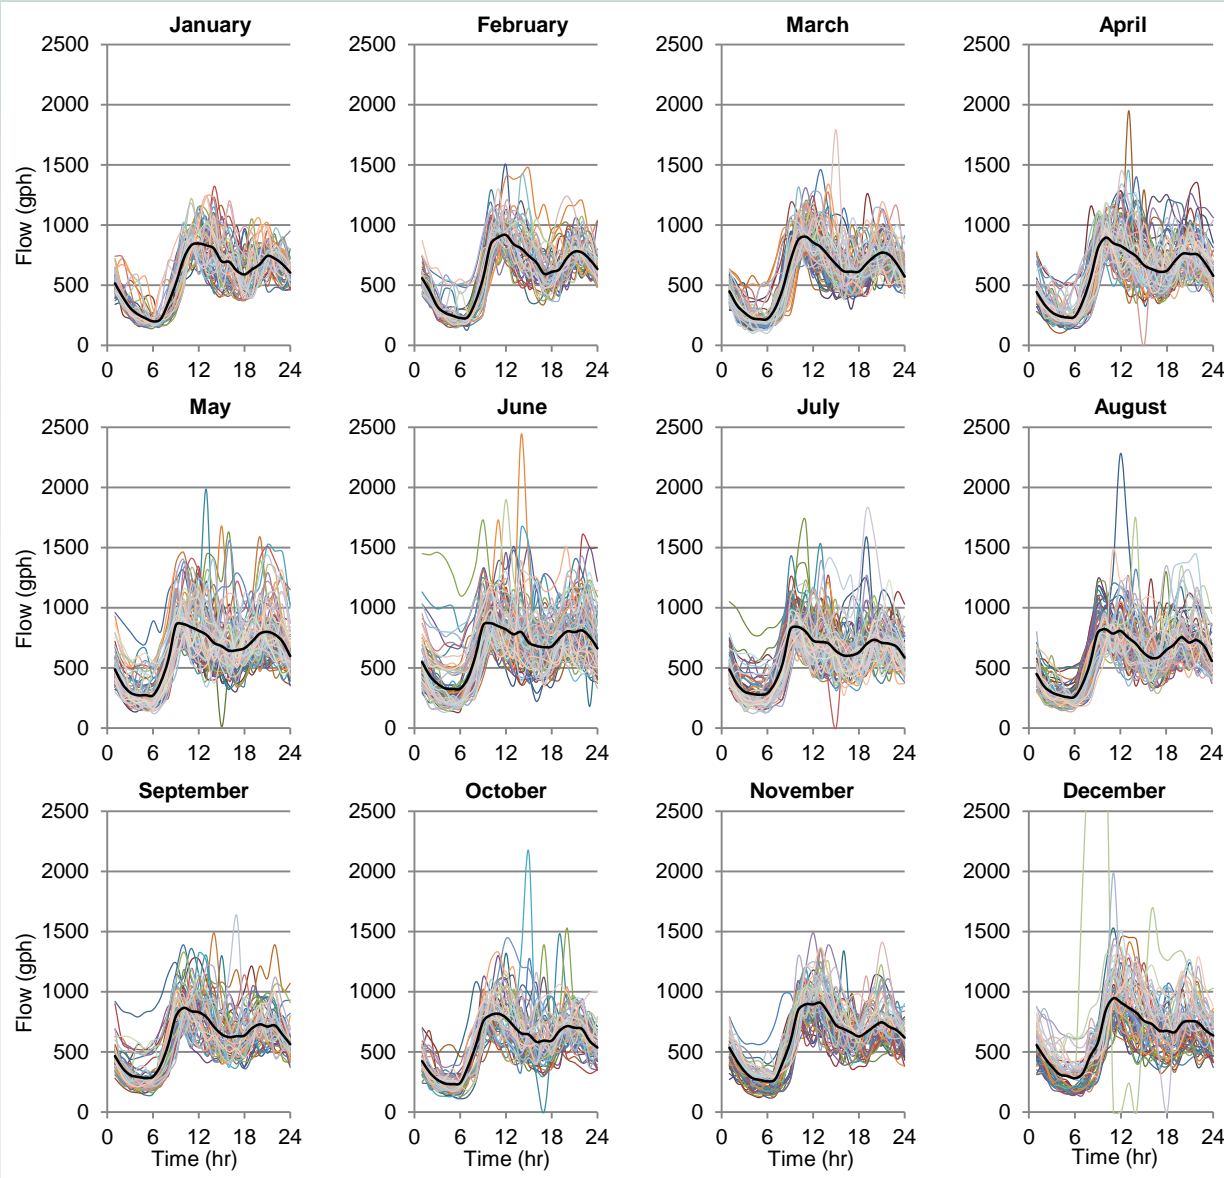 January February March April
2500 2500 2500 2500
2000 2000 2000 2000
1500 1500 1500 1500
1000 1000 1000 1000
500 500 500 500
0 0 0 0
Flow (gph)
0 6 12 18 24 0 6 12 18 24 0 6 12 18 24 0 6 12 18 24
May June July August
2500 2500 2500 2500
2000 2000 2000 2000
1500 1500 1500 1500
1000 1000 1000 1000
500 500 500 500
0 0 0 0
Flow (gph)
0 6 12 18 24 0 6 12 18 24 0 6 12 18 24 0 6 12 18 24
September October November December
2500 2500 2500 2500
2000 2000 2000 2000
1500 1500 1500 1500
1000 1000 1000 1000
500 500 500 500
0 0 0 0
Flow (gph)
0 6 12 18 24 0 6 12 18 24 0 6 12 18 24 0 6 12 18 24
Time (hr) Time (hr) Time (hr) Time (hr)